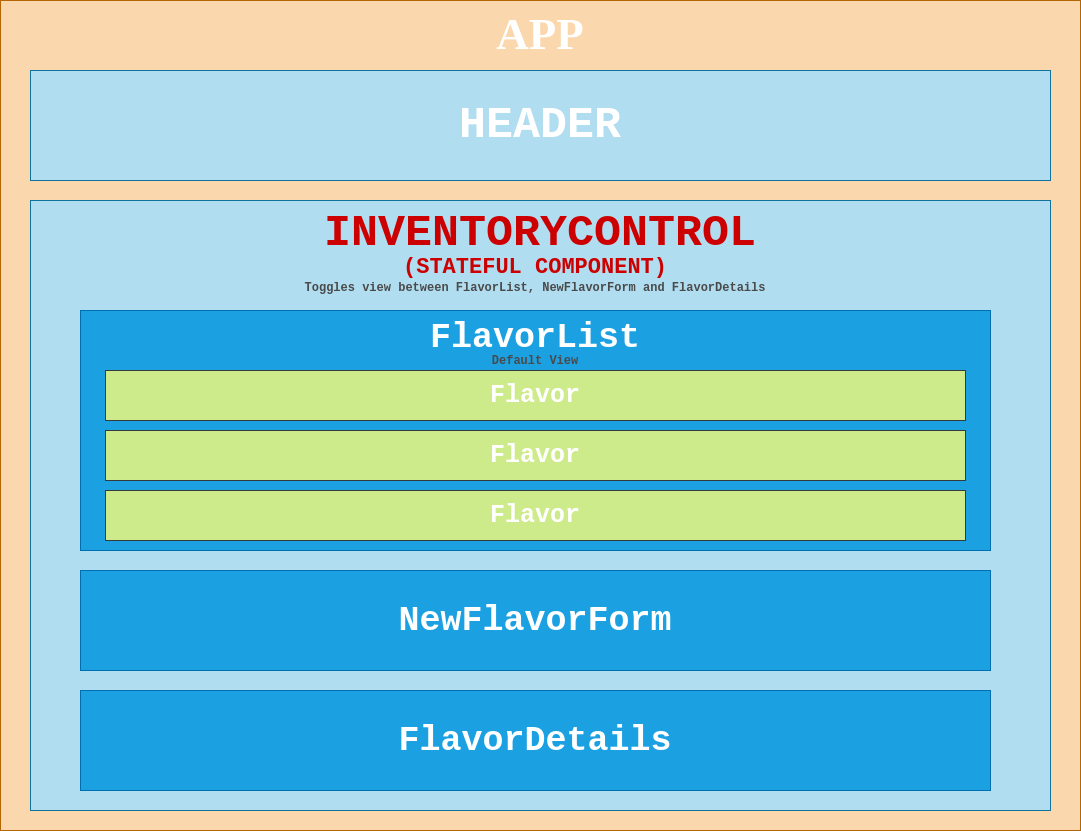 APP
HEADER
INVENTORYCONTROL
(STATEFUL COMPONENT)
Toggles view between FlavorList, NewFlavorForm and FlavorDetails
FlavorList
Default View
Flavor
Flavor
Flavor
NewFlavorForm
FlavorDetails